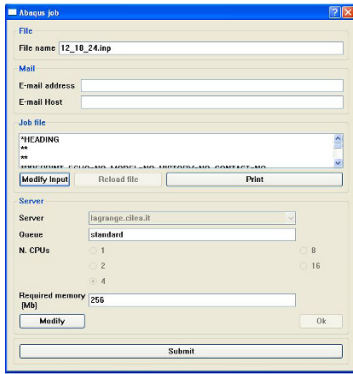 Abaqus job
File
File name 12_10_24.inp
Mail
E-mail address
E-mail Host
Job file
*HEADING
**
**
Modify Input Reload file Print
Server
Server lagrange.cilea.it
Queue standard
N. CPUs 1 8
2 16
4
Required memory 256
(Mb)
Modify Ok
Submit